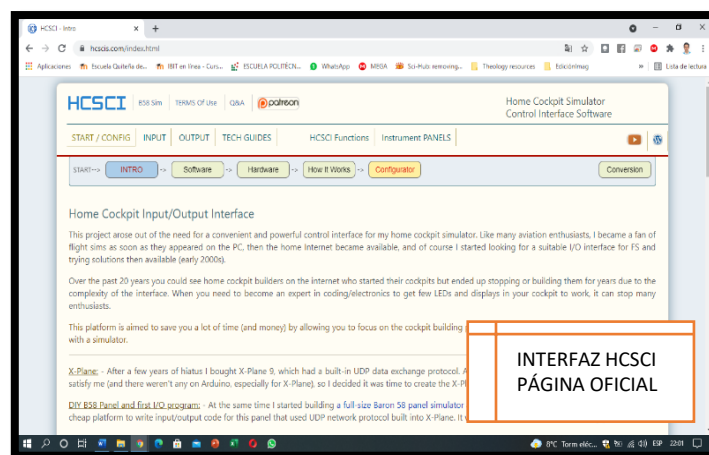 HCSCI - Intro
hcscis.com/index.html
Aplicaciones
Escuela Quiteña de...
IBIT en línea - Curs...
ESCUELA POLITÉCN...
WhatsApp
MEGA
Sci-Hub: removing...
Theology resources
Edición Imag
Lista de lectura
HCSCI
B58 Sim
TERMS Of Use
Q&A
patreon
Home Cockpit Simulator
Control Interface Software
START / CONFIG
INPUT
OUTPUT
TECH GUIDES
HCSCI Functions
Instrument PANELS
START-->
INTRO
->
Software
->
Hardware
->
How It Works
->
Configurator
Conversion
Home Cockpit Input/Output Interface
This project arose out of the need for a convenient and powerful control interface for my home cockpit simulator. Like many aviation enthusiasts, I became a fan of
flight sims as soon as they appeared on the PC, then the home Internet became available, and of course I started looking for a suitable I/O interface for FS and
trying solutions then available (early 2000s).
Over the past 20 years you could see home cockpit builders on the internet who started their cockpits but ended up stopping or building them for years due to the
complexity of the interface. When you need to become an expert in coding/electronics to get few LEDs and displays in your cockpit to work, it can stop many
enthusiasts.
This platform is aimed to save you a lot of time (and money) by allowing you to focus on the cockpit building
with a simulator.
X-Plane: - After a few years of hiatus I bought X-Plane 9, which had a built-in UDP data exchange protocol.
satisfy me (and there weren't any on Arduino, especially for X-Plane), so I decided it was time to create the X-Pl
DIY B58 Panel and first I/O program: - At the same time I started building a full-size Baron 58 panel simulator
cheap platform to write input/output code for this panel that used UDP network protocol built into X-Plane. It
INTERFAZ HCSCI
PÁGINA OFICIAL
8°C Torm eléc...
ESP
22:01